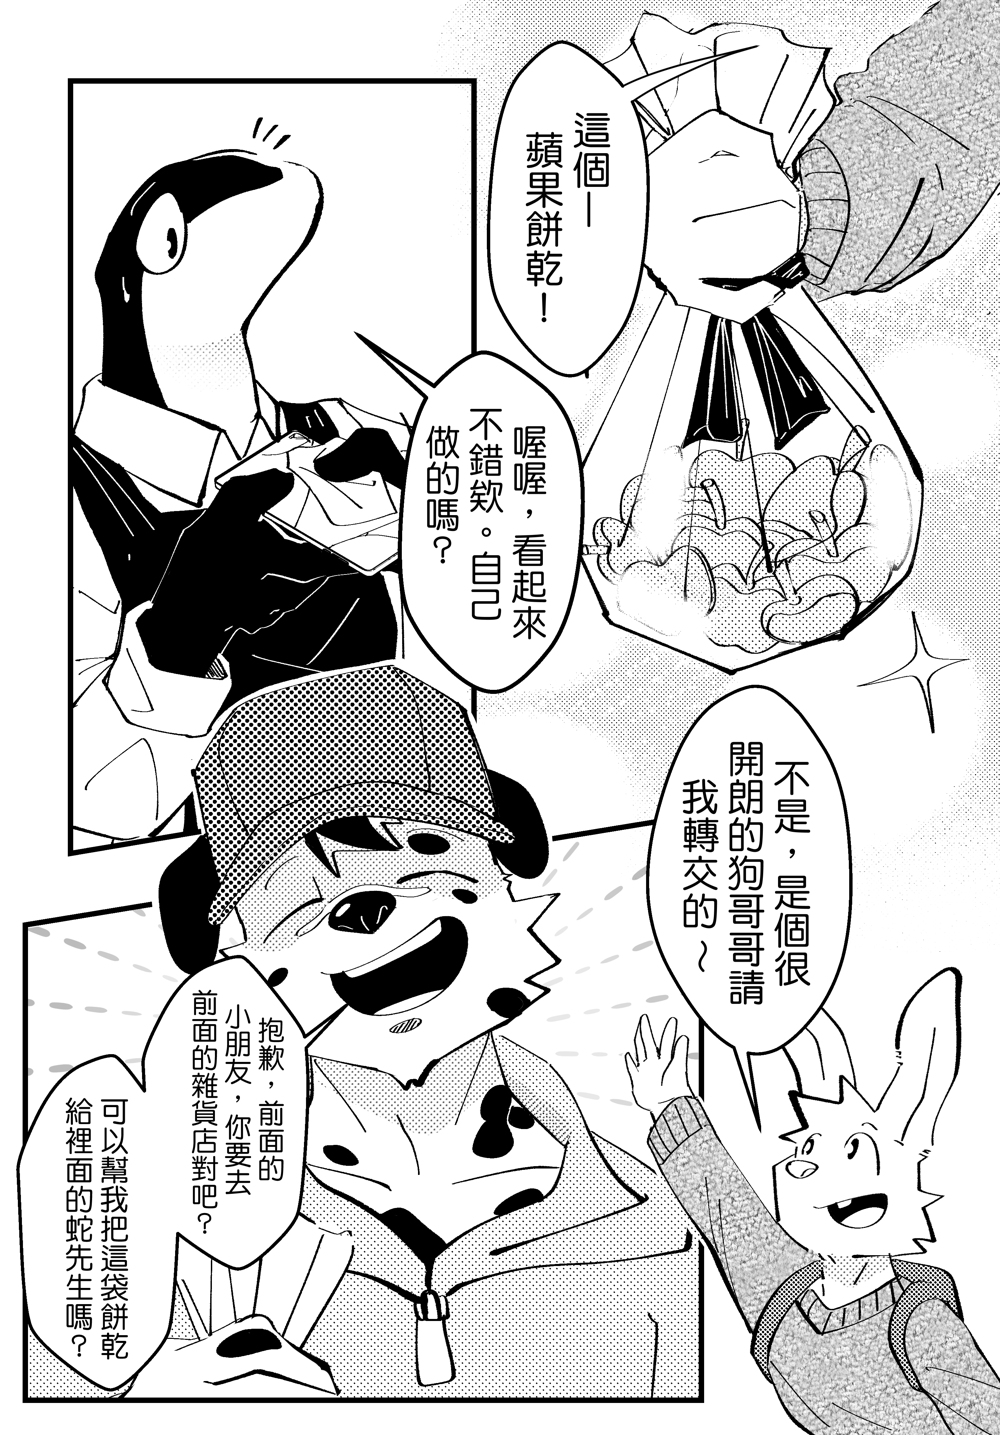 這個—
蘋果餅乾！
喔喔，看起來
不錯欸。自己
做的嗎？
不是，是個很
開朗的狗哥哥請
我轉交的～
抱歉，前面的
小朋友，你要去
前面的雜貨店對吧？
可以幫我把這袋餅乾
給裡面的蛇先生嗎？